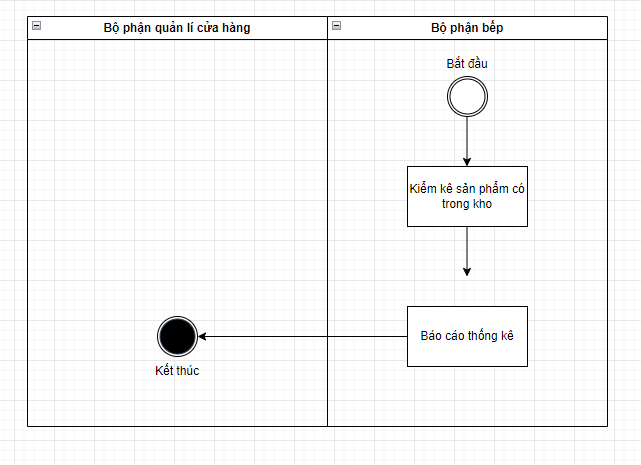 Bộ phận quản lí cửa hàng
Bộ phận bếp
Bắt đầu
Kiểm kê sản phẩm có
trong kho
Báo cáo thống kê
Kết thúc